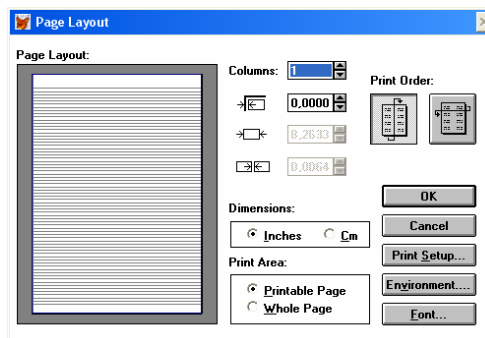 Page Layout
Page Layout:
Columns: 1
Print Order:
0,0000
8,2633
0,0064
OK
Dimensions:
Cancel
Inches Cm
Print Setup...
Print Area:
Environment....
Printable Page
Whole Page
Font...